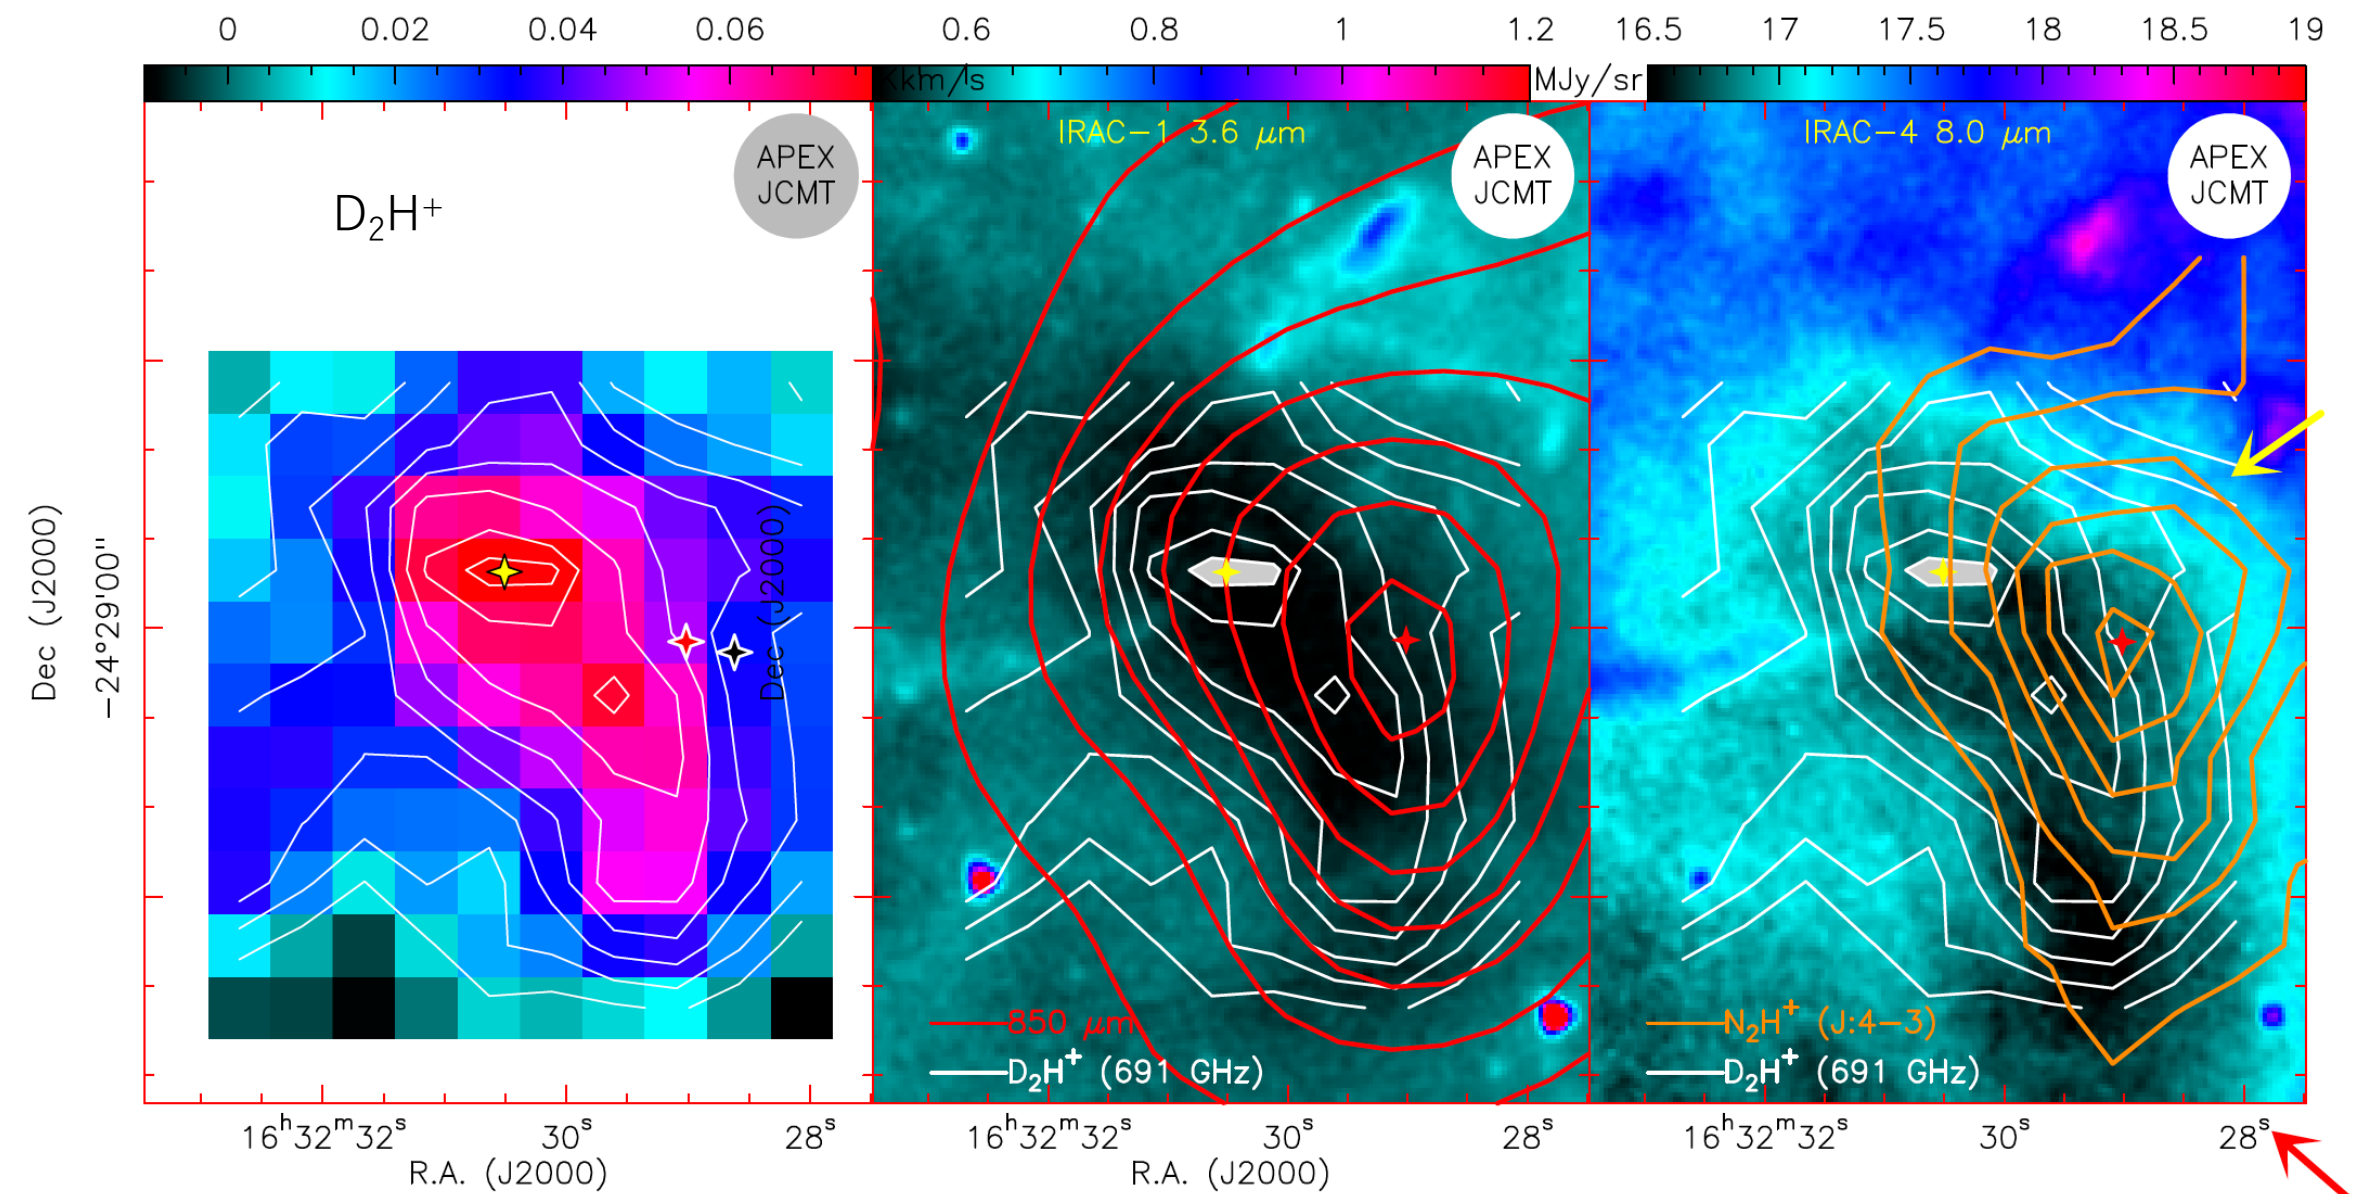 0 0.02 0.04 0.06 0.6 0.8 1 1.2 16.5 17 17.5 18 18.5 19
Kkm/s MJy/sr
IRAC−1 3.6 μm
IRAC−4 8.0 μm
APEX
JCMT
APEX
JCMT
APEX
JCMT
D₂H⁺
Dec (J2000)
−24°29'00"
Dec (J2000)
850 μm
D₂H⁺ (691 GHz)
N₂H⁺ (J:4−3)
D₂H⁺ (691 GHz)
16ʰ32ᵐ32ˢ 30ˢ 28ˢ
16ʰ32ᵐ32ˢ 30ˢ 28ˢ
16ʰ32ᵐ32ˢ 30ˢ 28ˢ
R.A. (J2000)
R.A. (J2000)